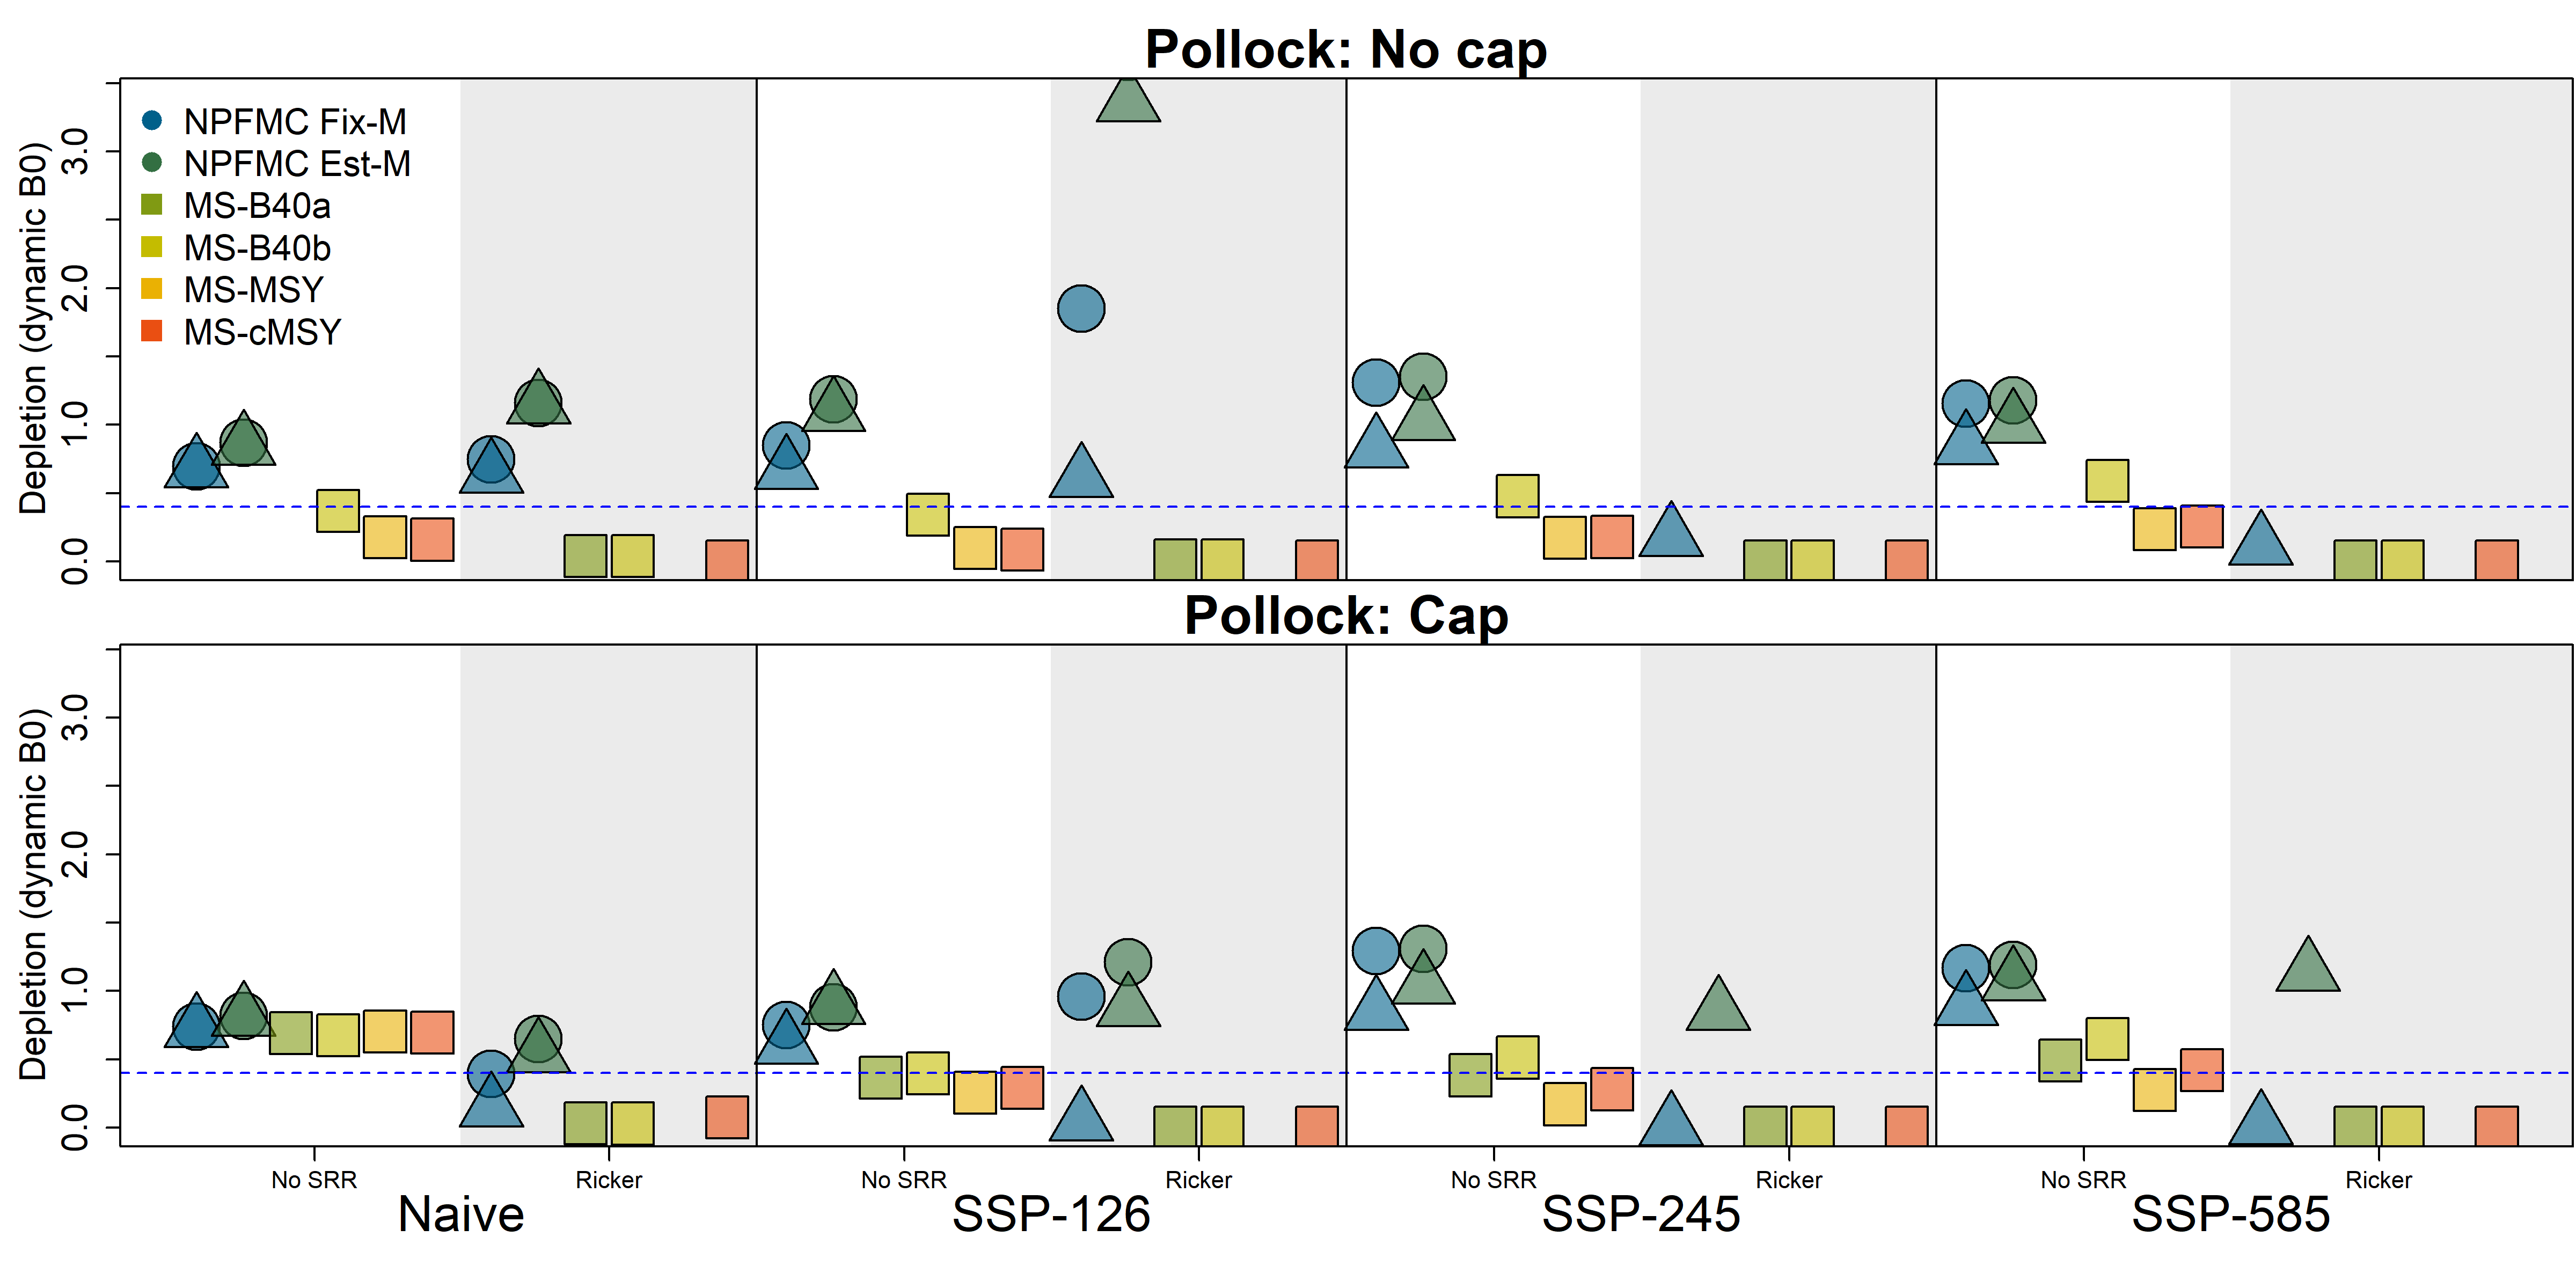 Pollock: No cap
Depletion (dynamic B0)
3.0
2.0
1.0
0.0
NPFMC Fix-M
NPFMC Est-M
MS-B40a
MS-B40b
MS-MSY
MS-cMSY
Pollock: Cap
Depletion (dynamic B0)
3.0
2.0
1.0
0.0
No SRR Ricker No SRR Ricker No SRR Ricker No SRR Ricker
Naive SSP-126 SSP-245 SSP-585